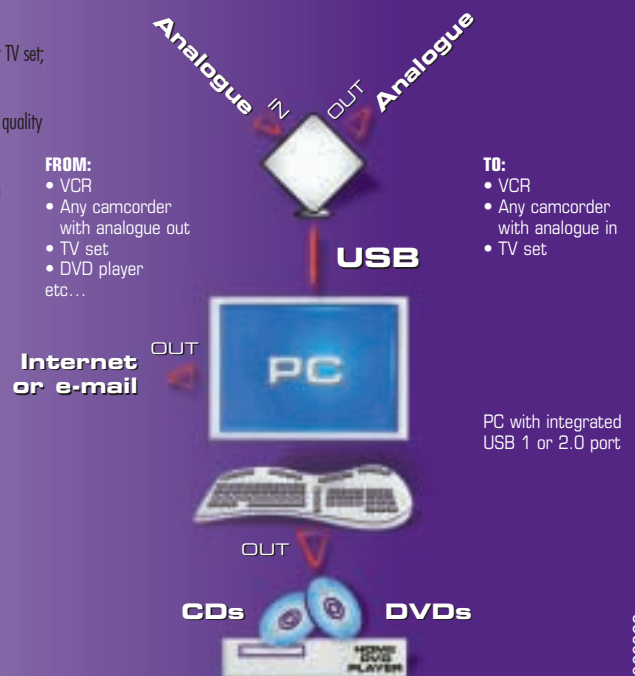 Analogue
IN
OUT
Analogue
TV set;
quality
FROM:
• VCR
• Any camcorder
with analogue out
• TV set
• DVD player
etc...
TO:
• VCR
• Any camcorder
with analogue in
• TV set
USB
OUT
Internet
or e-mail
PC
PC with integrated
USB 1 or 2.0 port
OUT
CDs
DVDs
HOME
DVD
PLAYER